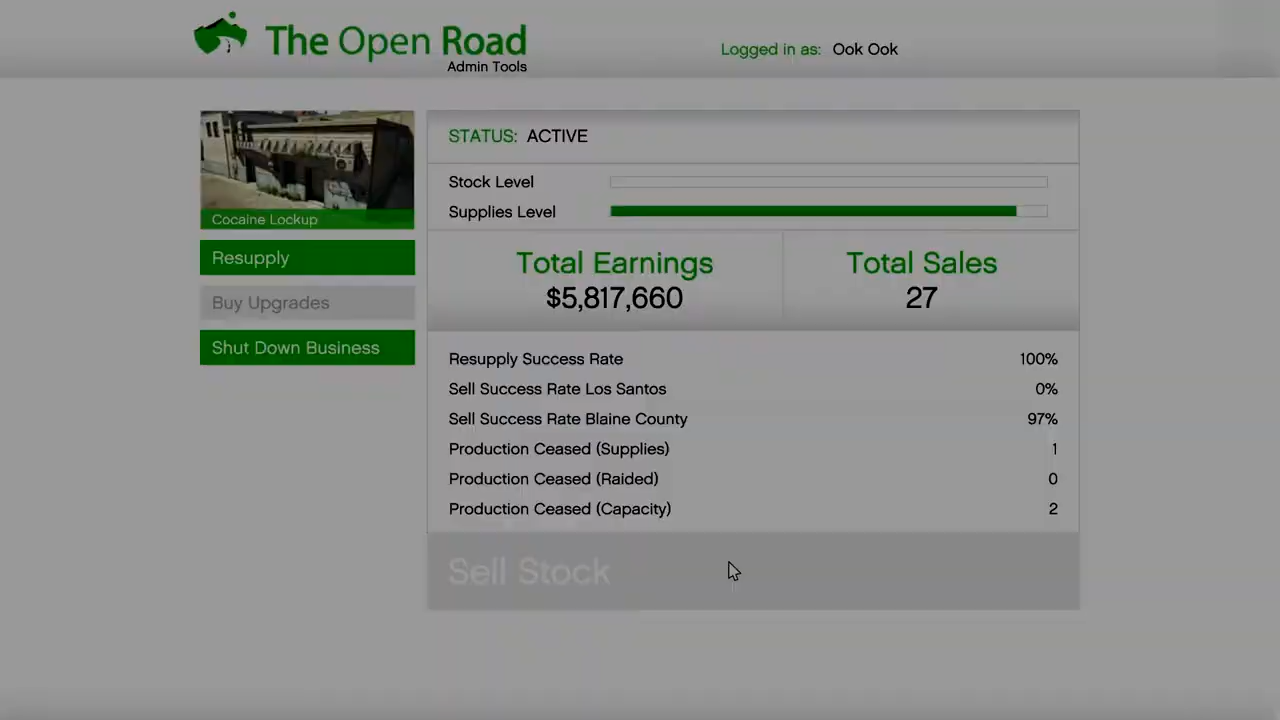 The Open Road
Admin Tools
Logged in as: Ook Ook
Cocaine Lockup
Resupply
Buy Upgrades
Shut Down Business
STATUS: ACTIVE
Stock Level
Supplies Level
Total Earnings
$5,817,660
Total Sales
27
Resupply Success Rate 100%
Sell Success Rate Los Santos 0%
Sell Success Rate Blaine County 97%
Production Ceased (Supplies) 1
Production Ceased (Raided) 0
Production Ceased (Capacity) 2
Sell Stock